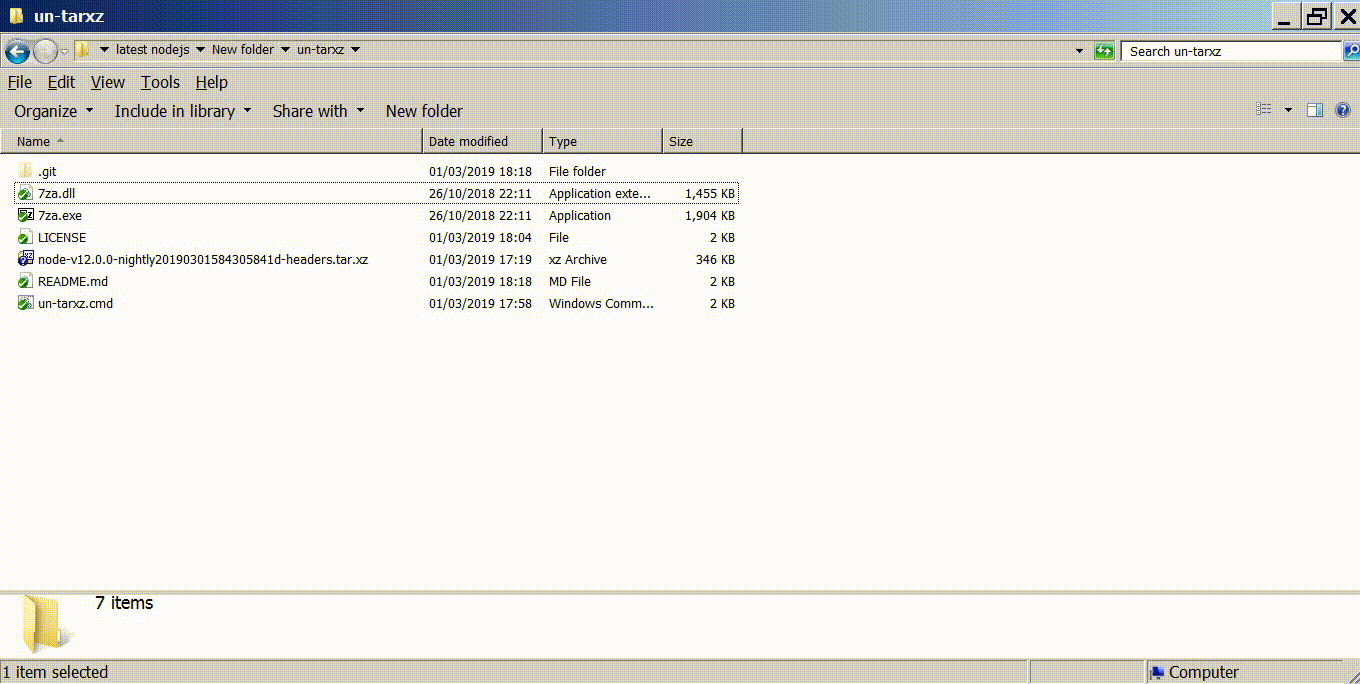 un-tarxz
latest nodejs New folder un-tarxz Search un-tarxz
File Edit View Tools Help
Organize Include in library Share with New folder
Name Date modified Type Size
.git 01/03/2019 18:18 File folder
7za.dll 26/10/2018 22:11 Application exte... 1,455 KB
7za.exe 26/10/2018 22:11 Application 1,904 KB
LICENSE 01/03/2019 18:04 File 2 KB
node-v12.0.0-nightly20190301584305841d-headers.tar.xz 01/03/2019 17:19 xz Archive 346 KB
README.md 01/03/2019 18:18 MD File 2 KB
un-tarxz.cmd 01/03/2019 17:58 Windows Comm... 2 KB
7 items
1 item selected Computer